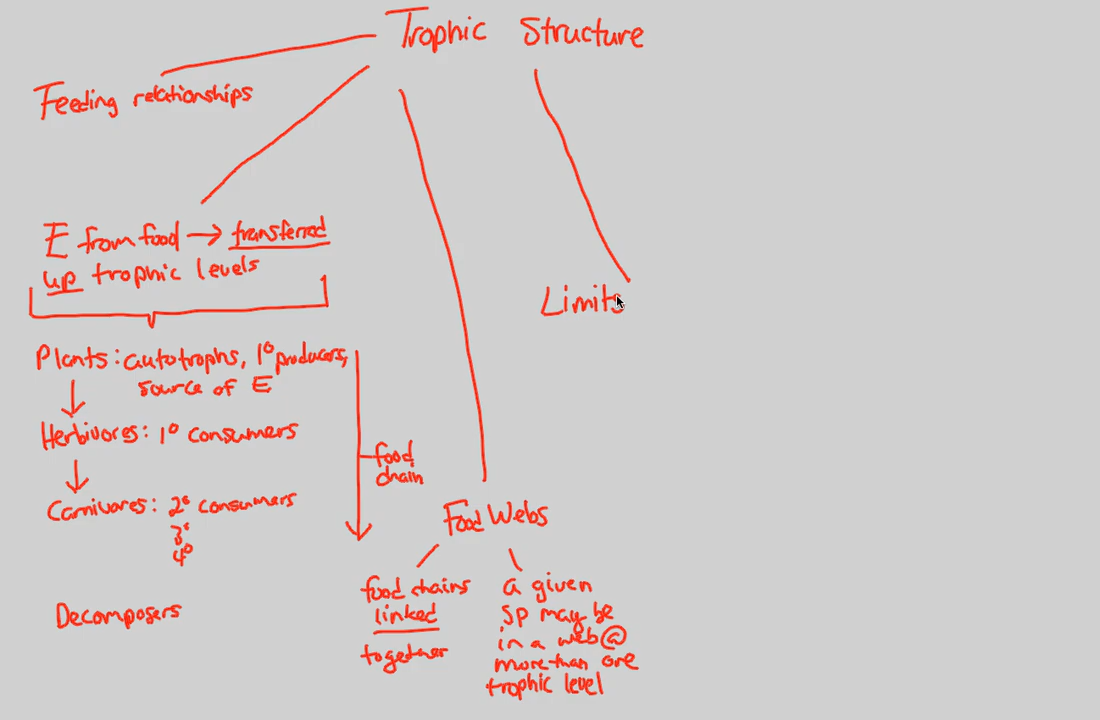 Trophic Structure
Feeding relationships
E from food → transferred
up trophic levels
Plants: autotrophs, 1° producers,
source of E
Herbivores: 1° consumers
Carnivores: 2° consumers
3°
4°
Decomposers
food
chain
Food Webs
food chains
linked
together
a given
sp may be
in a web @
more than one
trophic level
Limits